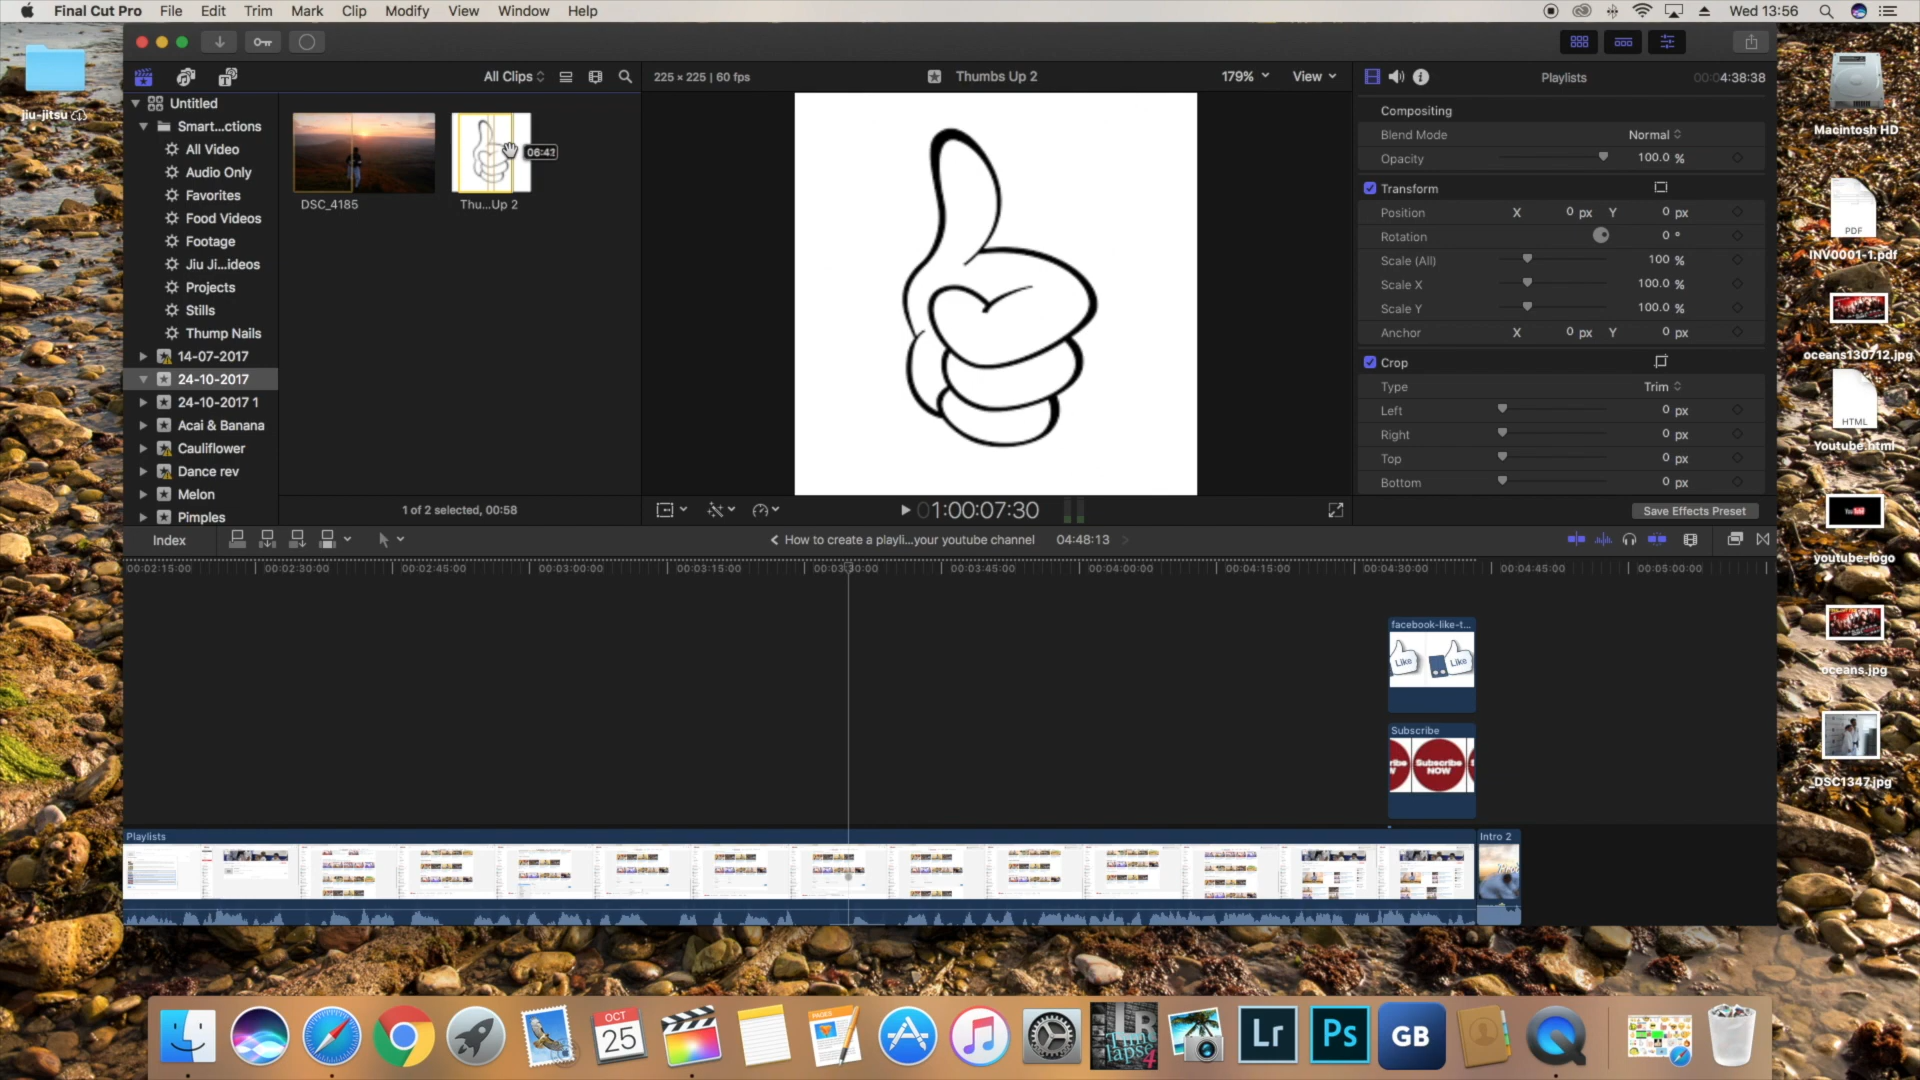 Final Cut Pro File Edit Trim Mark Clip Modify View Window Help Wed 13:56
jiu-jitsu
All Clips
225 × 225 | 60 fps
Thumbs Up 2
179%
View
Playlists
00:04:38:38
Untitled
Smart...ctions
All Video
Audio Only
Favorites
Food Videos
Footage
Jiu Ji...ideos
Projects
Stills
Thump Nails
14-07-2017
24-10-2017
24-10-2017 1
Acai & Banana
Cauliflower
Dance rev
Melon
Pimples
DSC_4185
Thu...Up 2
1 of 2 selected, 00:58
01:00:07:30
Compositing
Blend Mode Normal
Opacity 100.0 %
Transform
Position X 0 px Y 0 px
Rotation 0 °
Scale (All) 100 %
Scale X 100.0 %
Scale Y 100.0 %
Anchor X 0 px Y 0 px
Crop
Type Trim
Left 0 px
Right 0 px
Top 0 px
Bottom 0 px
Save Effects Preset
Macintosh HD
PDF
INV0001-1.pdf
oceans130712.jpg
HTML
Youtube.html
youtube-logo
oceans.jpg
DSC1347.jpg
Index
How to create a playli...your youtube channel 04:48:13
00:02:15:00 00:02:30:00 00:02:45:00 00:03:00:00 00:03:15:00 00:03:30:00 00:03:45:00 00:04:00:00 00:04:15:00 00:04:30:00 00:04:45:00 00:05:00:00
facebook-like-t...
Like Like
Subscribe
Subscribe
NOW
Playlists
Intro 2
OCT
25
PAGES
LR
lapse
4
Lr
Ps
GB